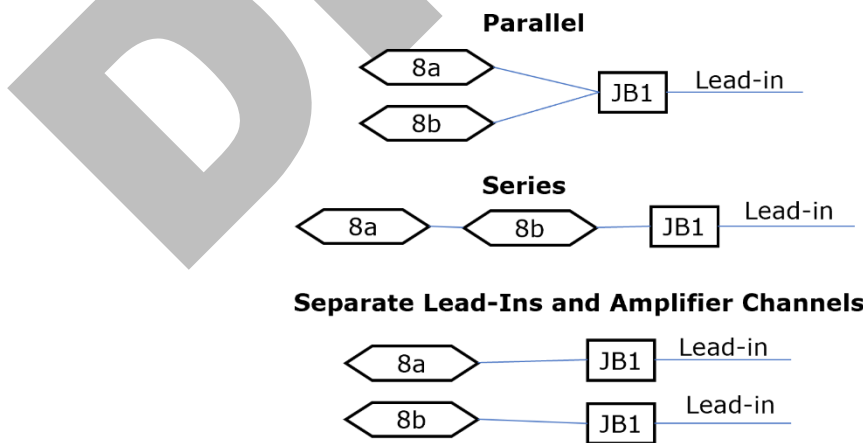 Parallel
8a
Lead-in
JB1
8b
Series
8a
8b
JB1
Lead-in
Separate Lead-Ins and Amplifier Channels
8a
JB1
Lead-in
8b
JB1
Lead-in